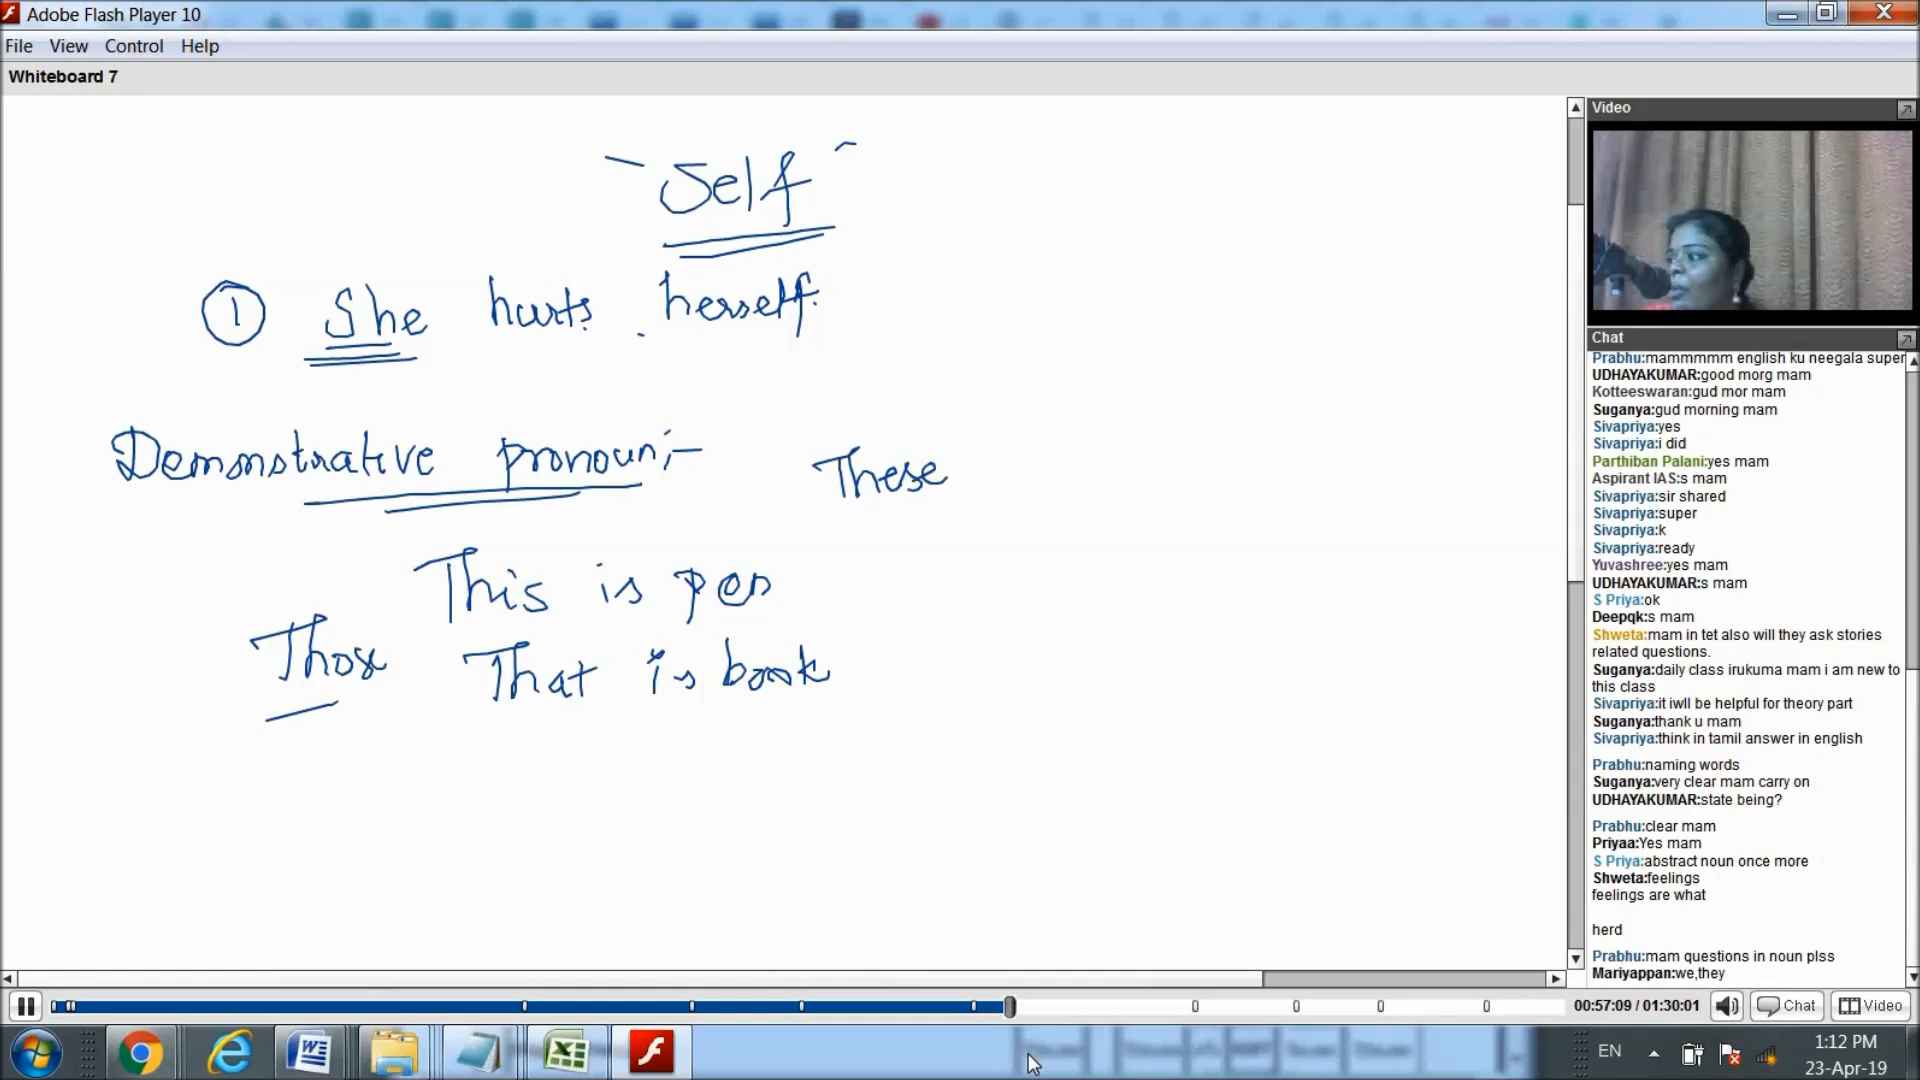 Adobe Flash Player 10
File View Control Help
Whiteboard 7
Self
1 She hurts herself.
Demonstrative pronoun:-
These
This is pen
Those
That is book
Video
Chat
Prabhu:mammmmm english ku neegala super
UDHAYAKUMAR:good morg mam
Kotteeswaran:gud mor mam
Suganya:gud morning mam
Sivapriya:yes
Sivapriya:i did
Parthiban Palani:yes mam
Aspirant IAS:s mam
Sivapriya:sir shared
Sivapriya:super
Sivapriya:k
Sivapriya:ready
Yuvashree:yes mam
UDHAYAKUMAR:s mam
S Priya:ok
Deepqk:s mam
Shweta:mam in tet also will they ask stories
related questions.
Suganya:daily class irukuma mam i am new to
this class
Sivapriya:it iwll be helpful for theory part
Suganya:thank u mam
Sivapriya:think in tamil answer in english
Prabhu:naming words
Suganya:very clear mam carry on
UDHAYAKUMAR:state being?
Prabhu:clear mam
Priyaa:Yes mam
S Priya:abstract noun once more
Shweta:feelings
feelings are what
herd
Prabhu:mam questions in noun plss
Mariyappan:we,they
00:57:09 / 01:30:01 Chat Video
EN 1:12 PM
23-Apr-19